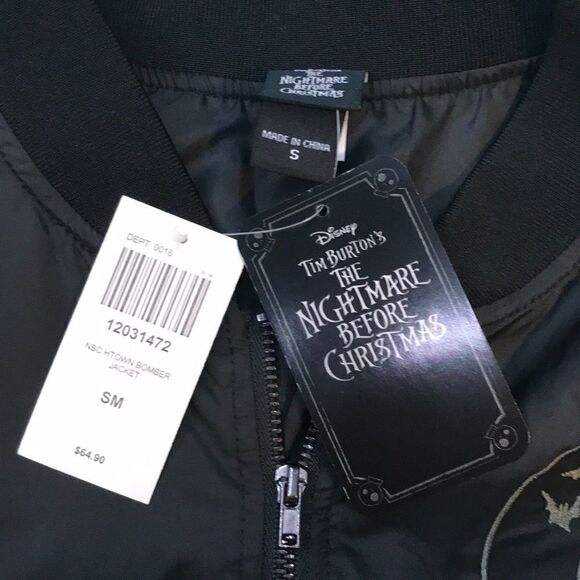 THE
NIGHTMARE
BEFORE
CHRISTMAS
MADE IN CHINA
S
DEPT 0018
12031472
NBC HTOWN BOMBER
JACKET
SM
$64.90
DISNEY
TIM BURTON'S
THE
NIGHTMARE
BEFORE
CHRISTMAS